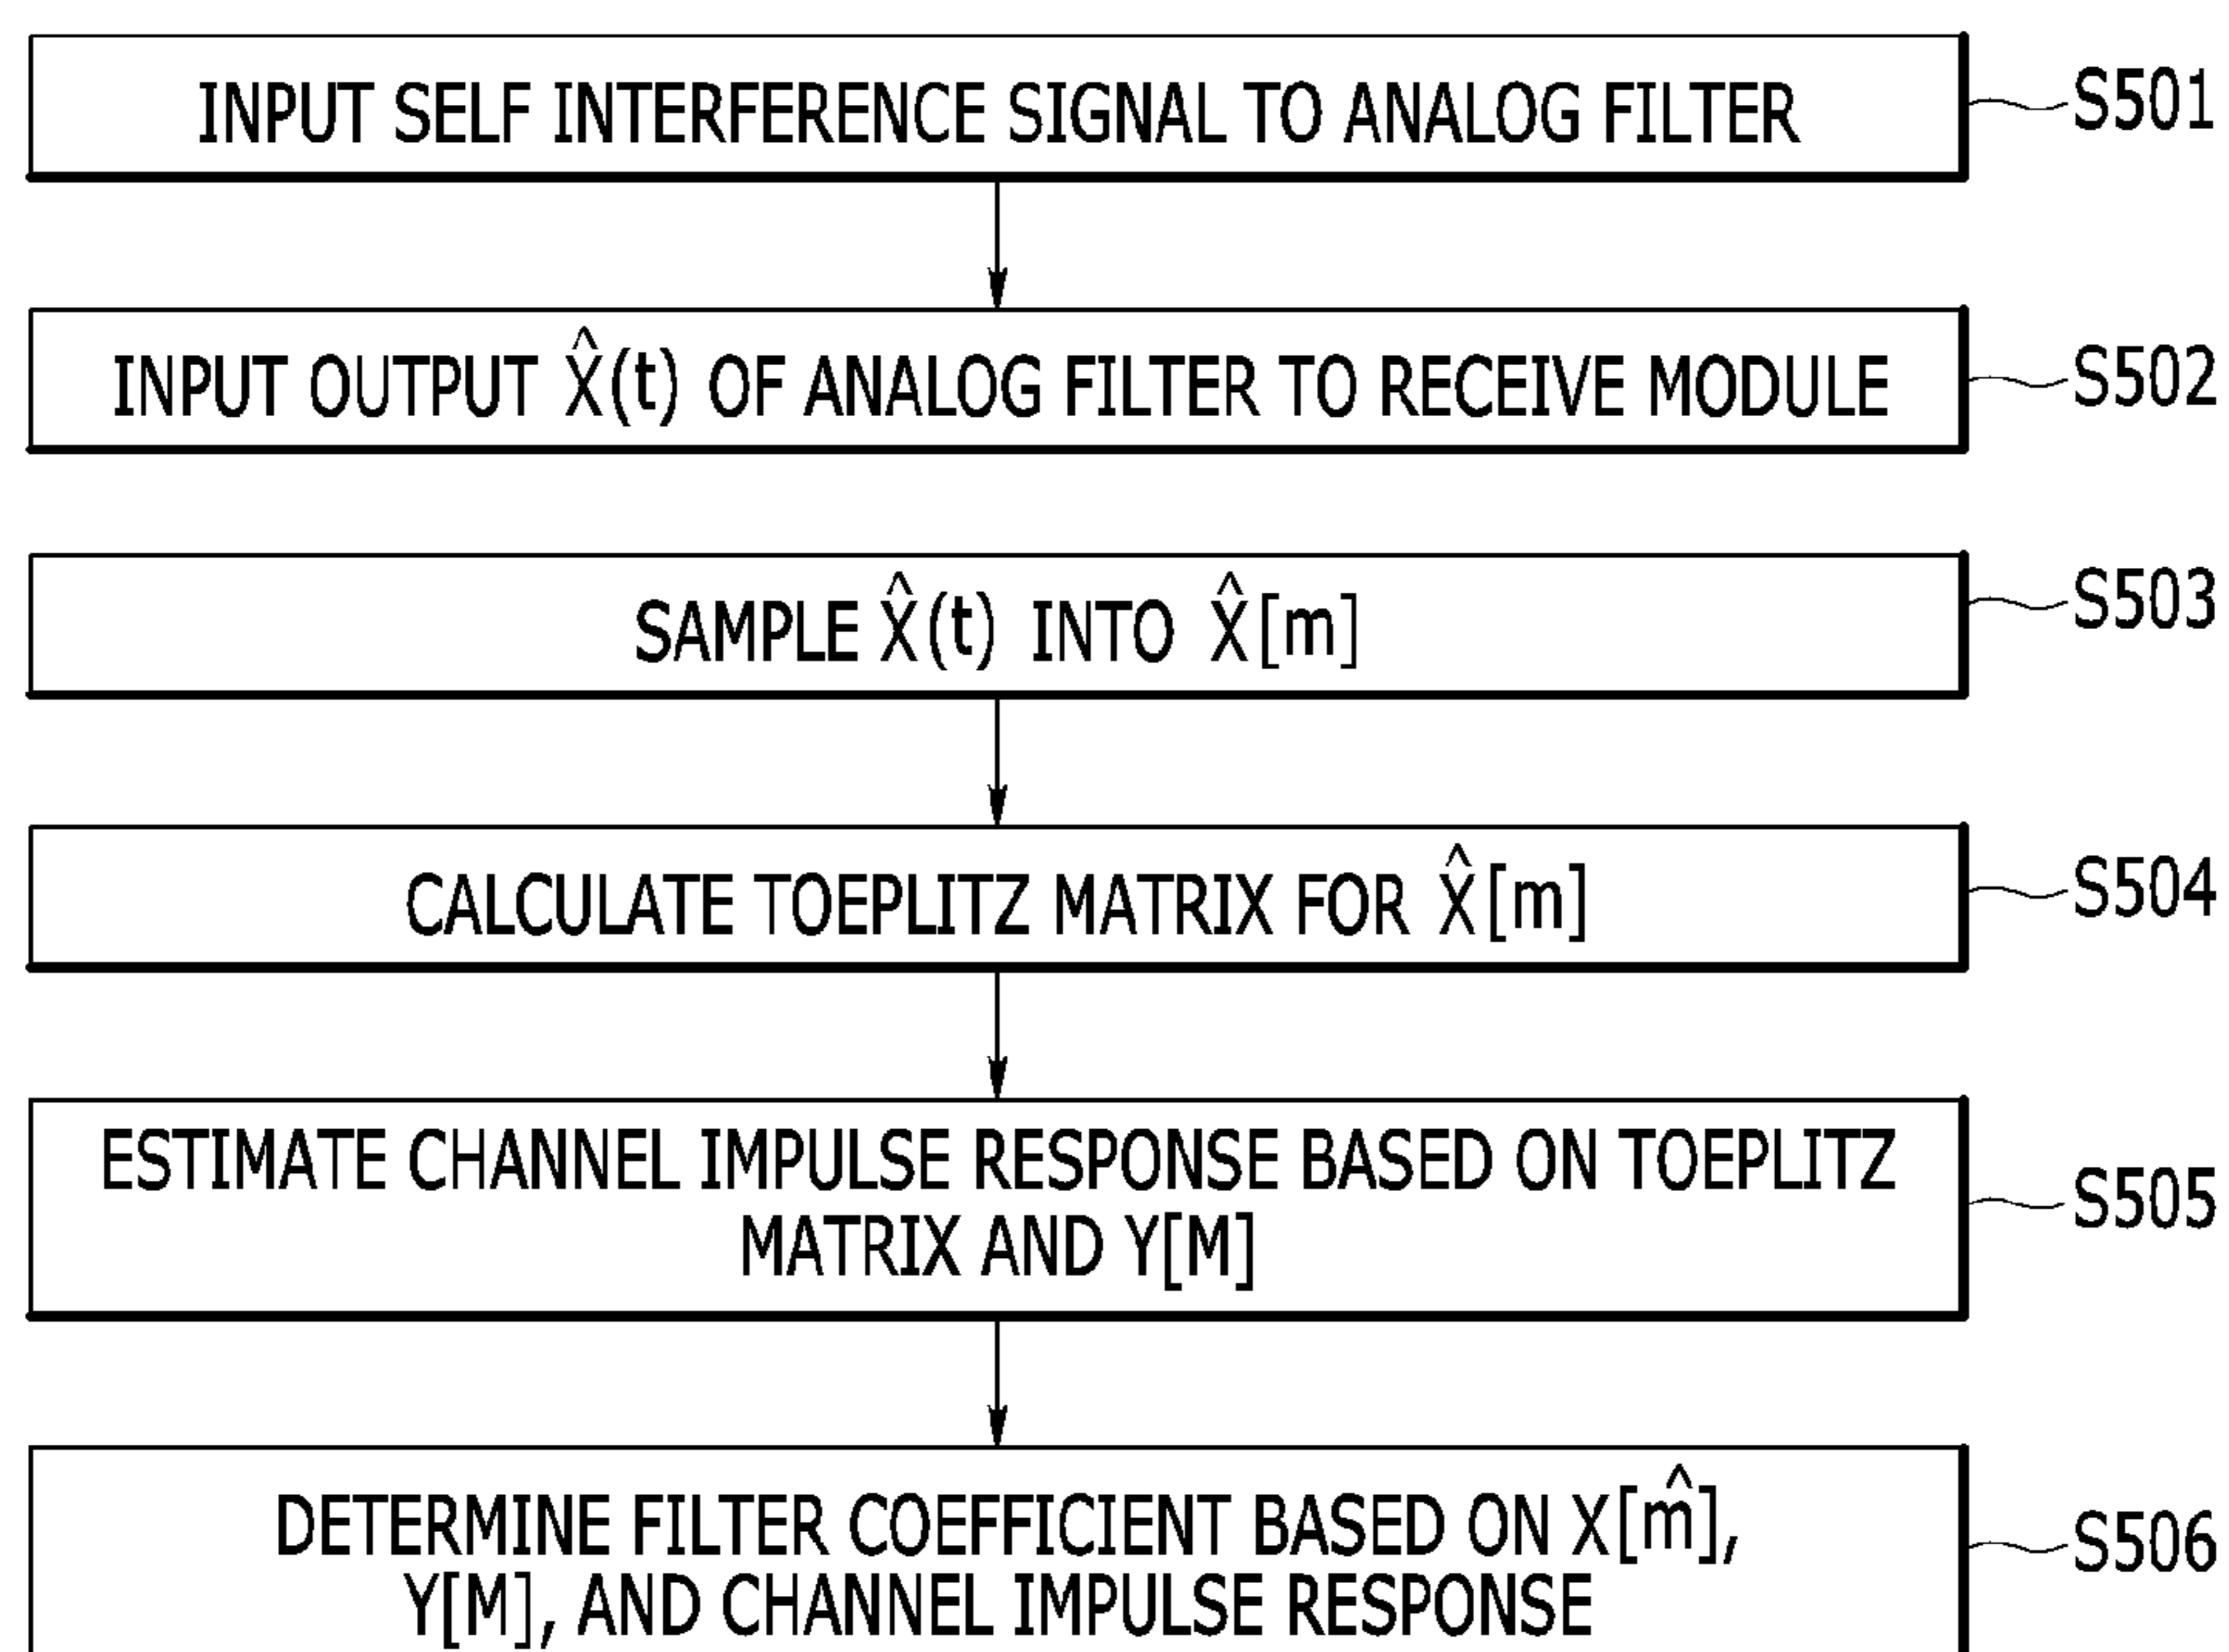 INPUT SELF INTERFERENCE SIGNAL TO ANALOG FILTER
S501
INPUT OUTPUT X̂(t) OF ANALOG FILTER TO RECEIVE MODULE
S502
SAMPLE X̂(t) INTO X̂[m]
S503
CALCULATE TOEPLITZ MATRIX FOR X̂[m]
S504
ESTIMATE CHANNEL IMPULSE RESPONSE BASED ON TOEPLITZ
MATRIX AND Y[M]
S505
DETERMINE FILTER COEFFICIENT BASED ON X[m̂],
Y[M], AND CHANNEL IMPULSE RESPONSE
S506